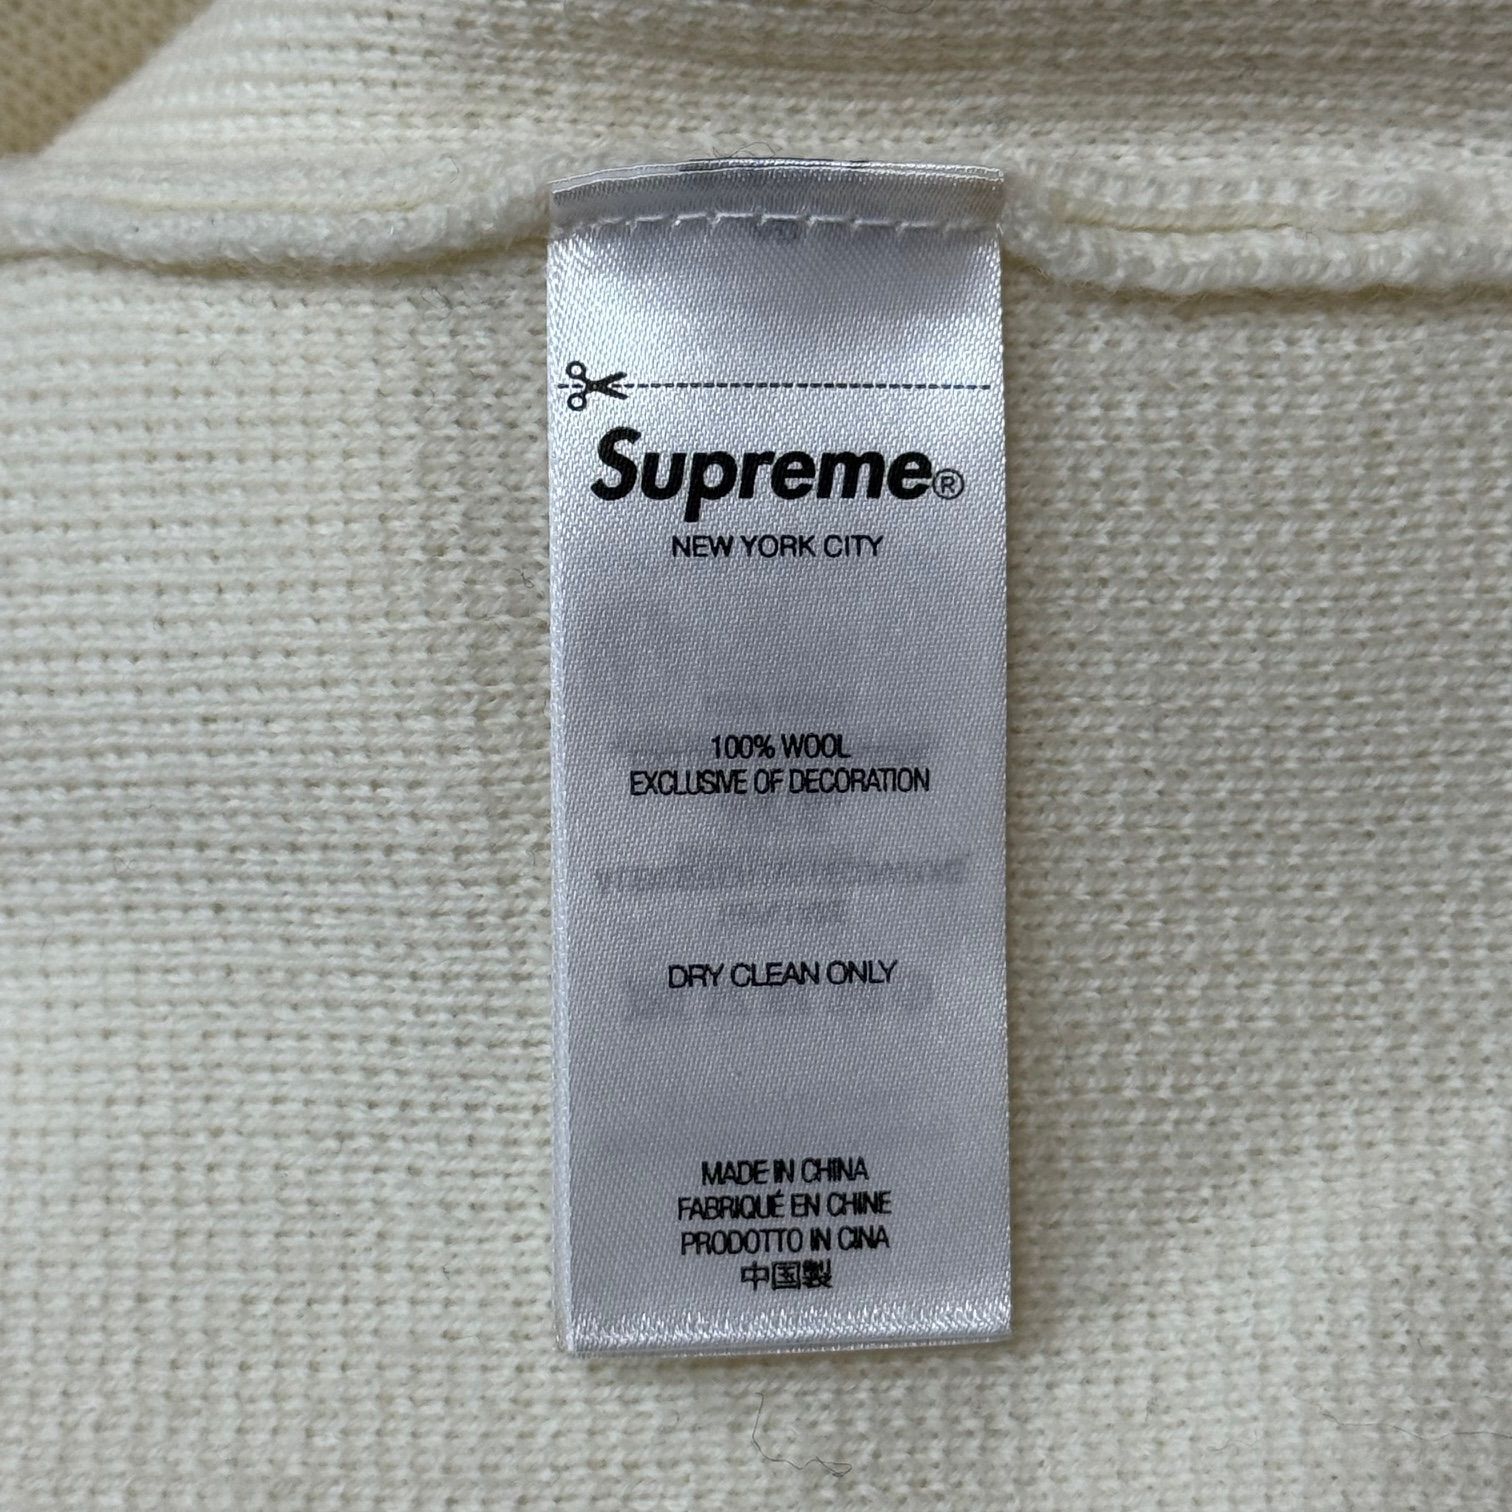 Supreme®
NEW YORK CITY
100% WOOL
EXCLUSIVE OF DECORATION
DRY CLEAN ONLY
MADE IN CHINA
FABRIQUÉ EN CHINE
PRODOTTO IN CINA
中国製